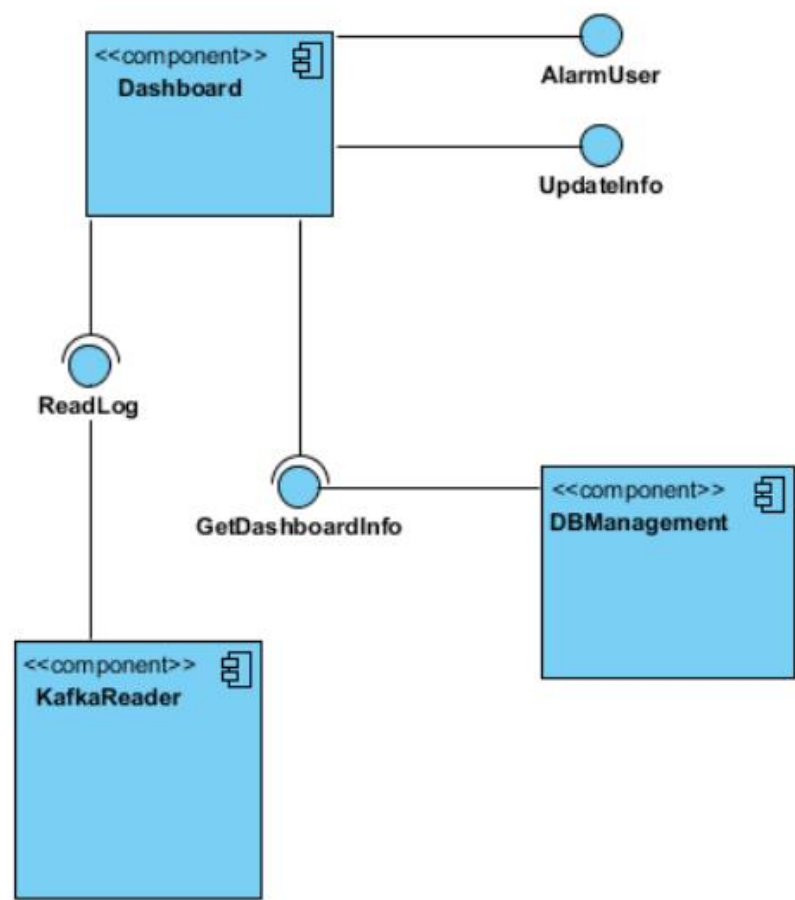 <<component>>
Dashboard
AlarmUser
UpdateInfo
ReadLog
GetDashboardInfo
<<component>>
DBManagement
<<component>>
KafkaReader